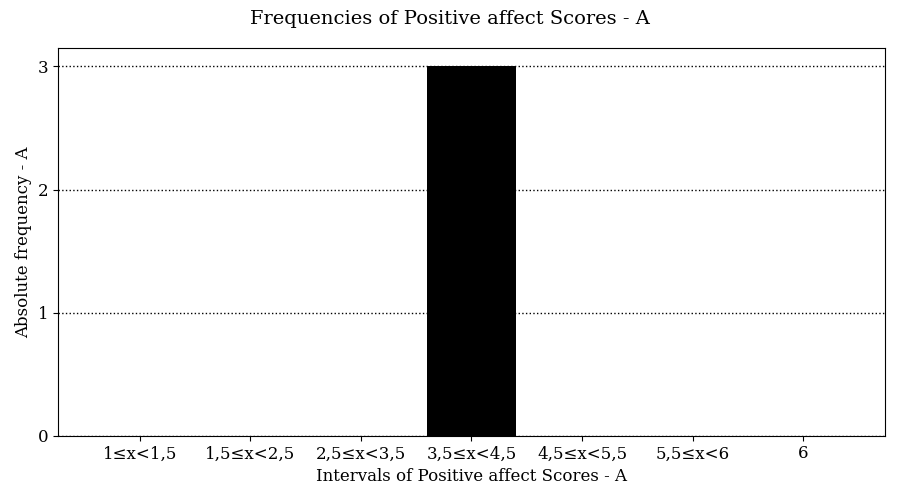 Frequencies of Positive affect Scores - A
Absolute frequency - A
3
2
1
0
1≤x<1,5 1,5≤x<2,5 2,5≤x<3,5 3,5≤x<4,5 4,5≤x<5,5 5,5≤x<6 6
Intervals of Positive affect Scores - A